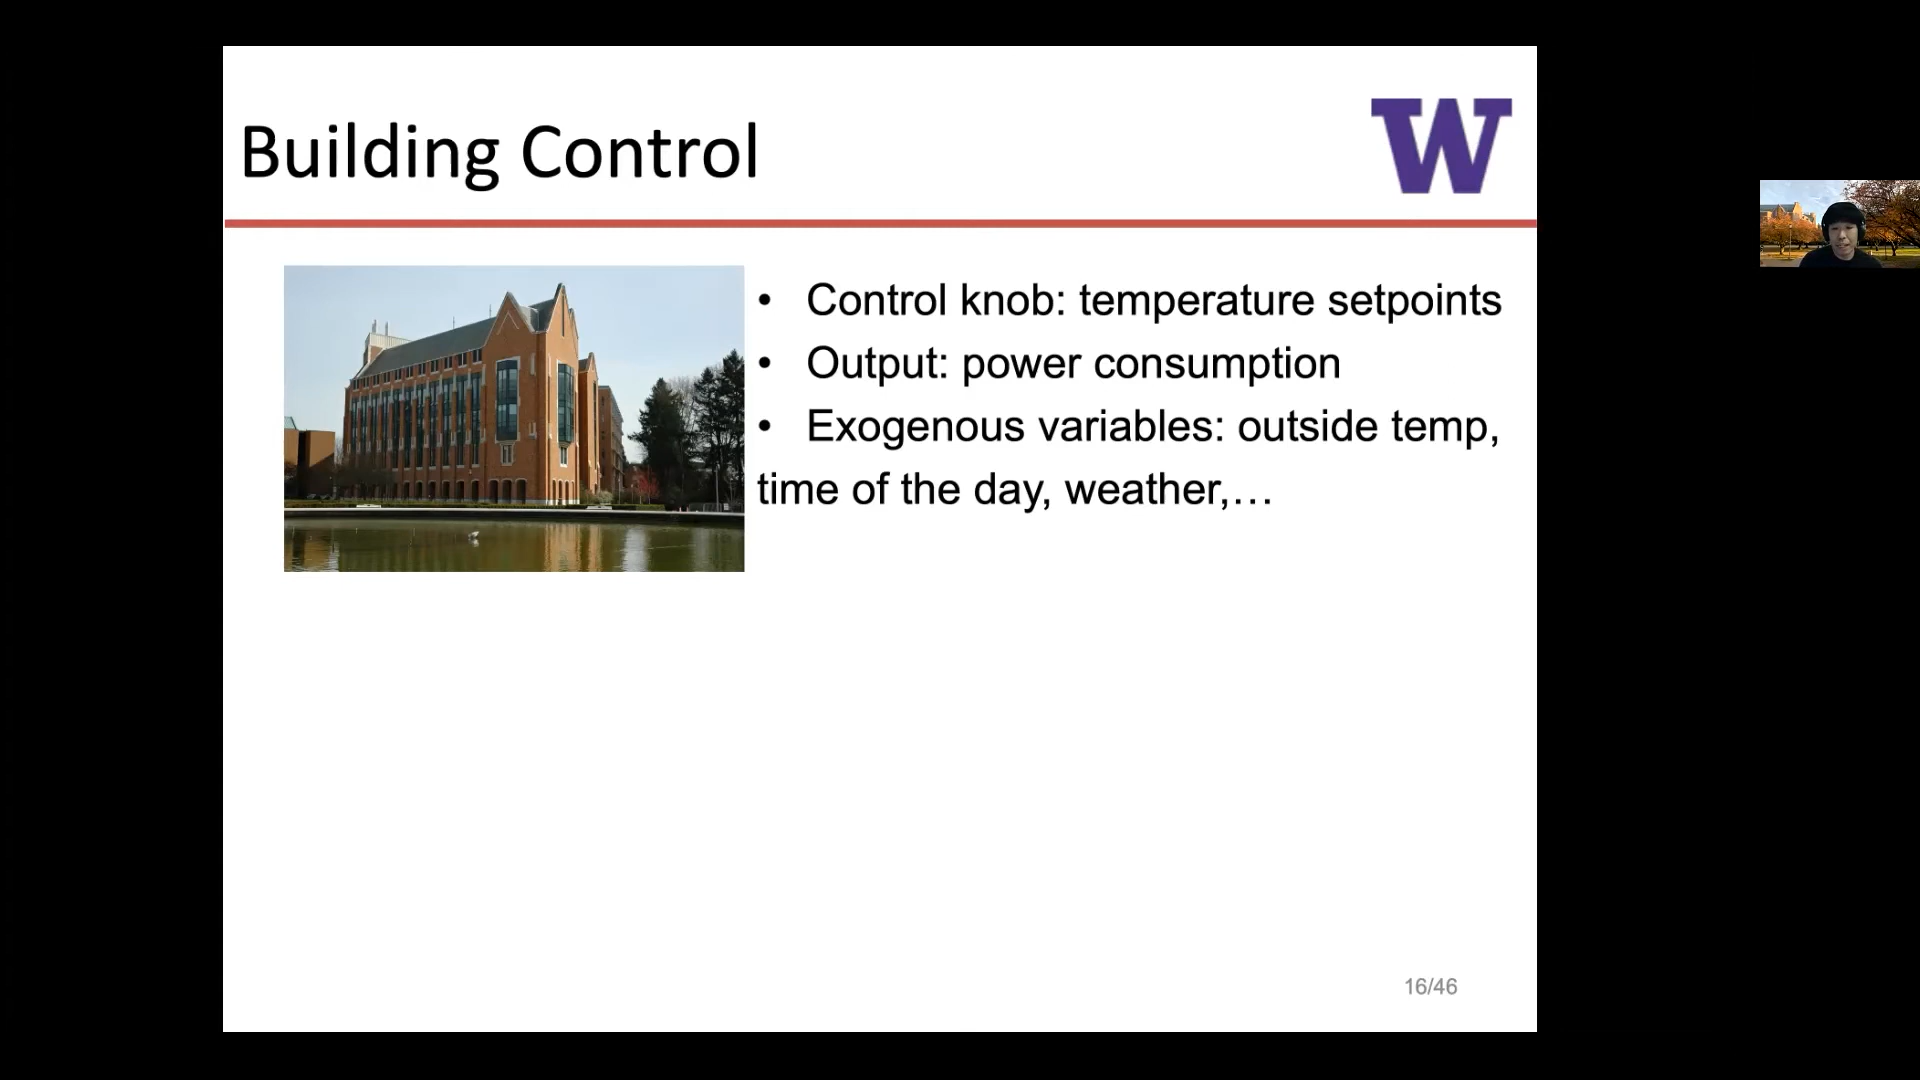 Building Control
W
• Control knob: temperature setpoints
• Output: power consumption
• Exogenous variables: outside temp,
time of the day, weather,…
16/46